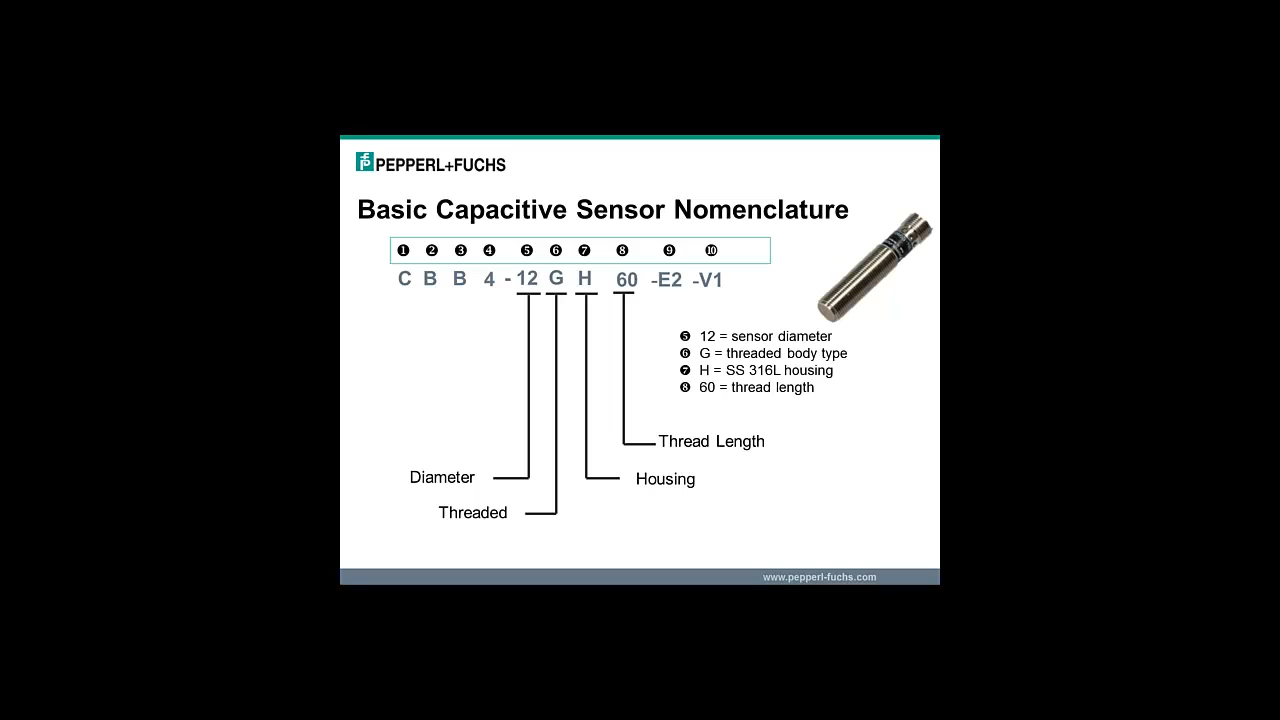 PEPPERL+FUCHS
Basic Capacitive Sensor Nomenclature
❶ ❷ ❸ ❹ ❺ ❻ ❼ ❽ ❾ ❿
C B B 4 - 12 G H 60 -E2 -V1
❺ 12 = sensor diameter
❻ G = threaded body type
❼ H = SS 316L housing
❽ 60 = thread length
Thread Length
Diameter
Housing
Threaded
www.pepperl-fuchs.com